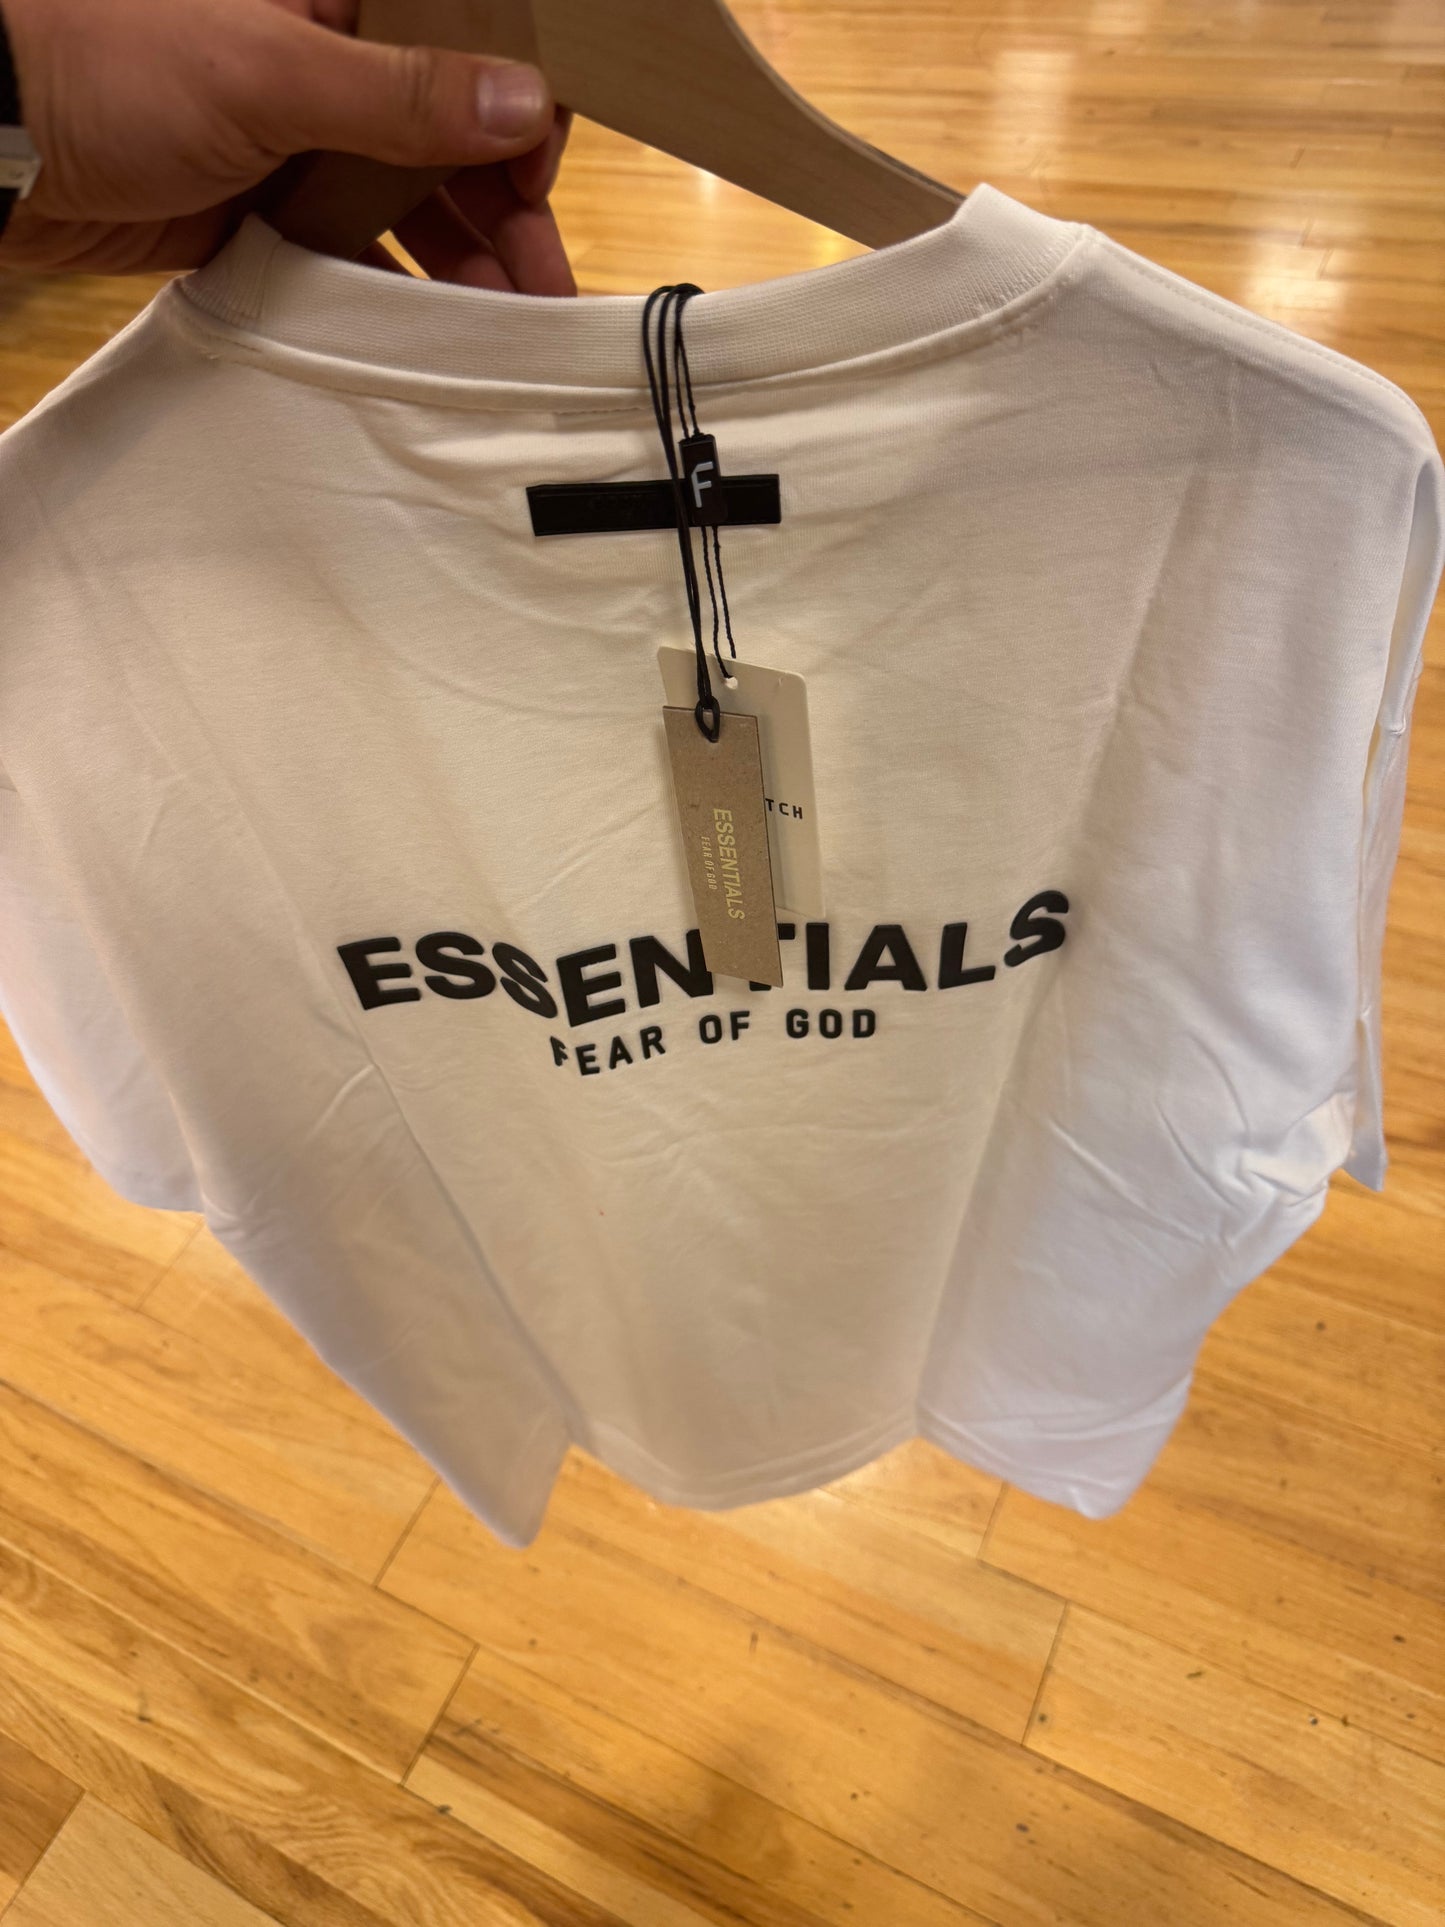 F
TCH
ESSENTIALS
FEAR OF GOD
ESSENTIALS
FEAR OF GOD